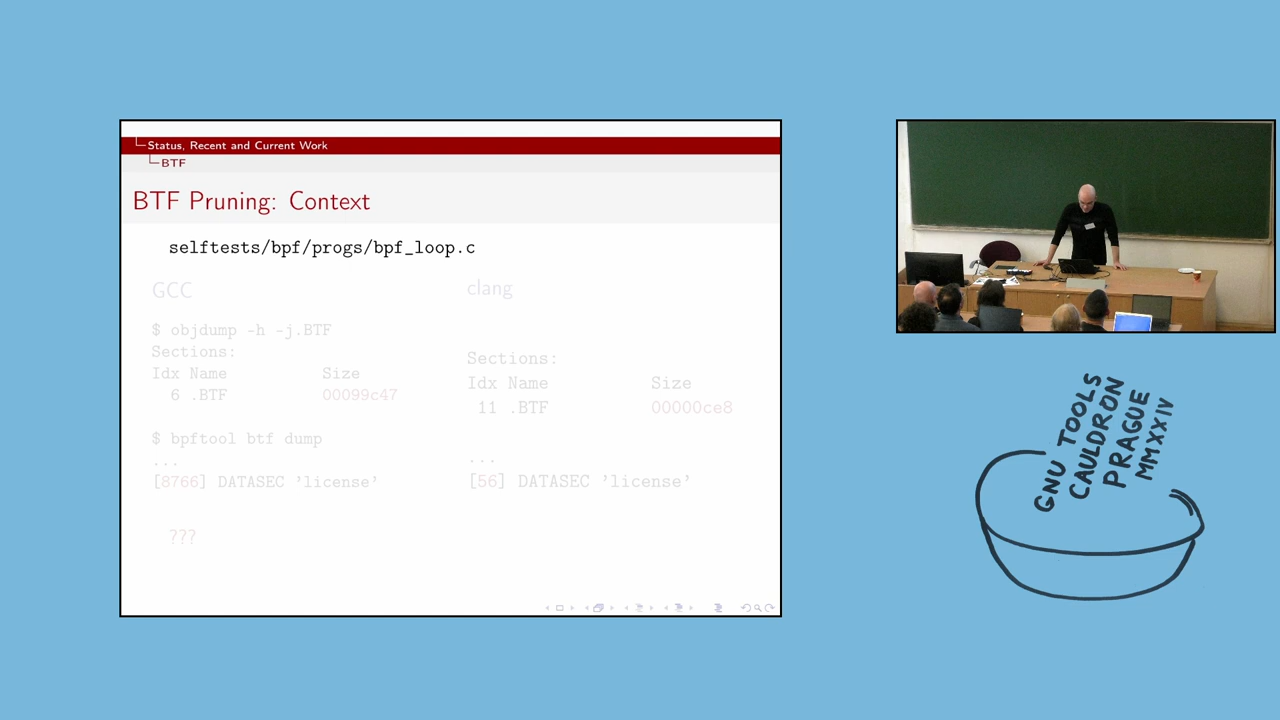 Status, Recent and Current Work
BTF
BTF Pruning: Context
selftests/bpf/progs/bpf_loop.c
GCC
$ objdump -h -j.BTF
Sections:
Idx Name Size
6 .BTF 00099c47
$ bpftool btf dump
...
[8766] DATASEC 'license'
???
clang
Sections:
Idx Name Size
11 .BTF 00000ce8
...
[56] DATASEC 'license'
GNU TOOLS
CAULDRON
PRAGUE
MMXXIV